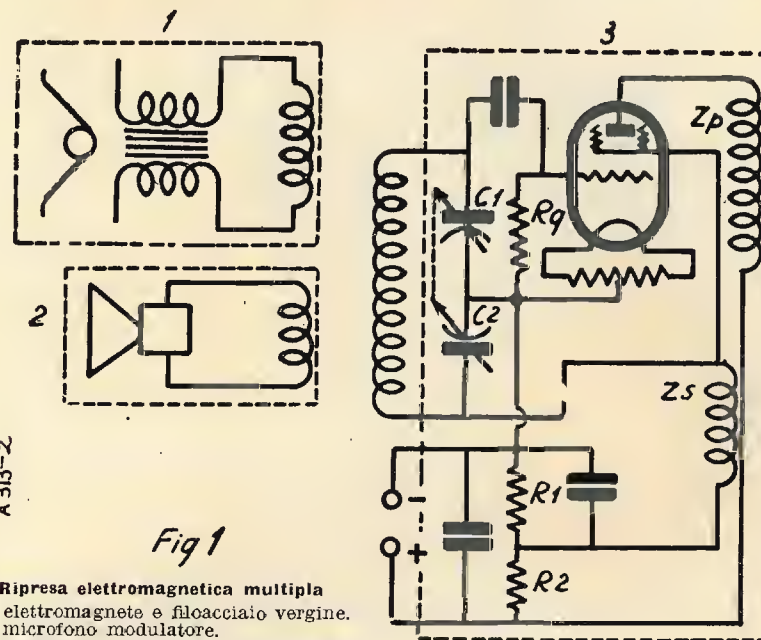 1
3
Zp
C1
Rg
2
C2
Zs
A 313-2
-
R1
+
Fig 1
R2
Ripresa elettromagnetica multipla
elettromagnete e filoacciaio vergine.
microfono modulatore.